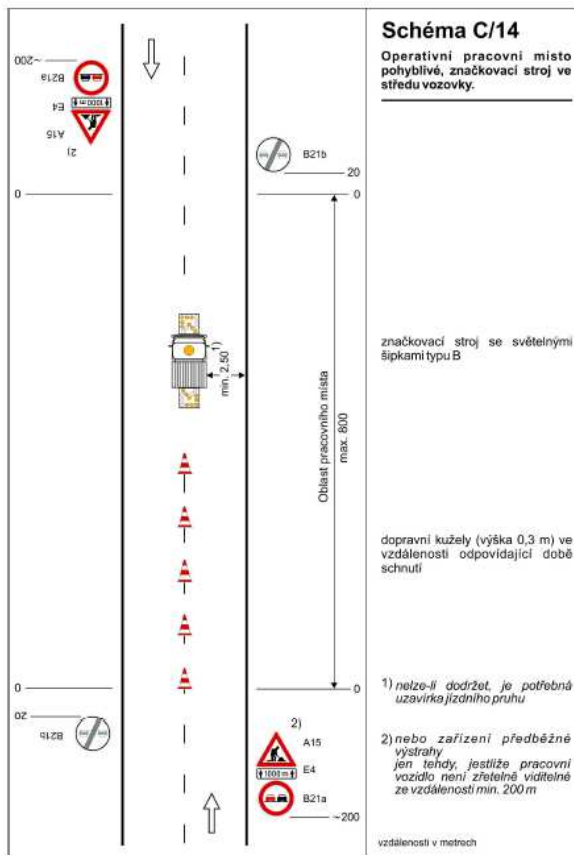 Schéma C/14
Operativní pracovní místo
pohyblivé, značkovací stroj ve
středu vozovky.
~200
B21a
E4
1000 m
A15
2)
0
B21b
20
0
1)
min. 2,50
značkovací stroj se světelnými
šipkami typu B
Oblast pracovního místa
max. 800
dopravní kužely (výška 0,3 m) ve
vzdálenosti odpovídající době
schnutí
0
0
20
B21b
1) nelze-li dodržet, je potřebná
uzavírka jízdního pruhu
2)
A15
E4
1000 m
B21a
~200
2) nebo zařízení předběžné
výstrahy
jen tehdy, jestliže pracovní
vozidlo není zřetelně viditelné
ze vzdálenosti min. 200 m
vzdálenosti v metrech